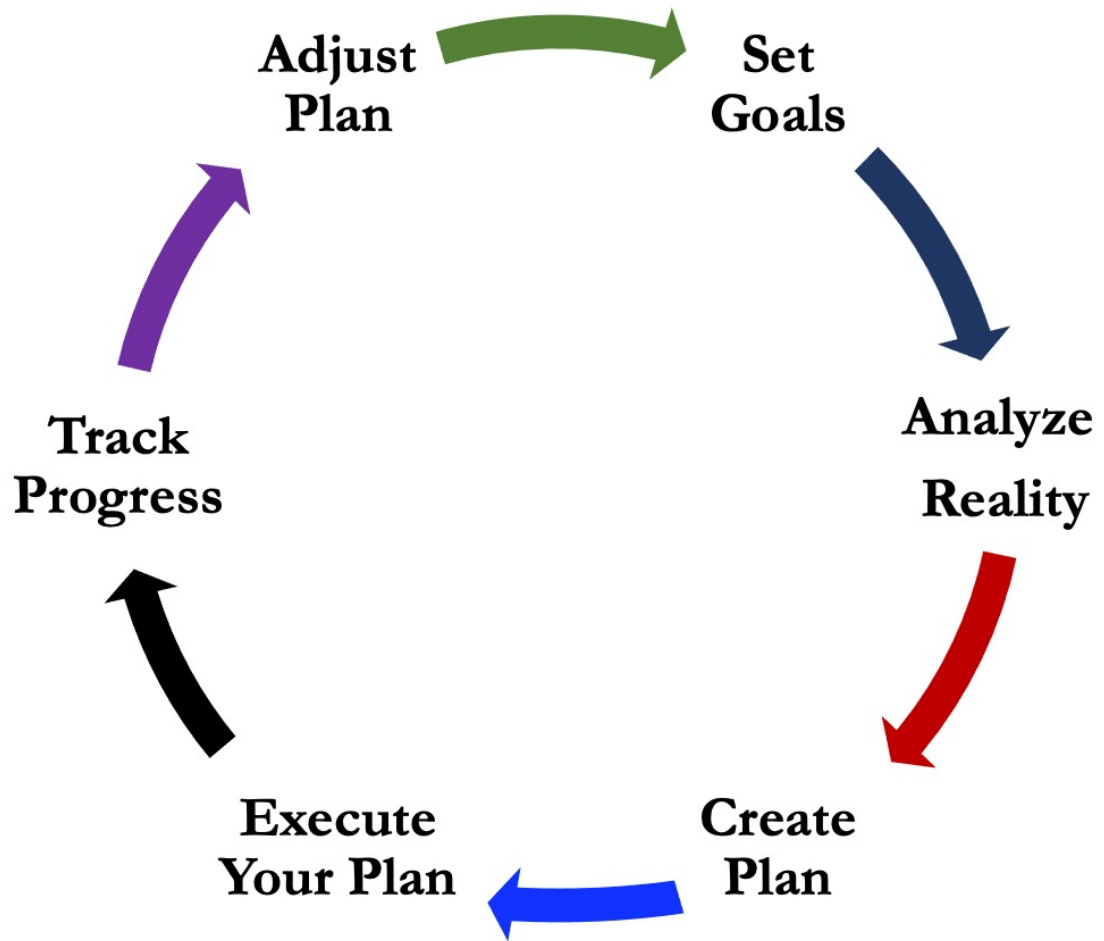 Adjust
Plan
Set
Goals
Analyze
Reality
Create
Plan
Execute
Your Plan
Track
Progress